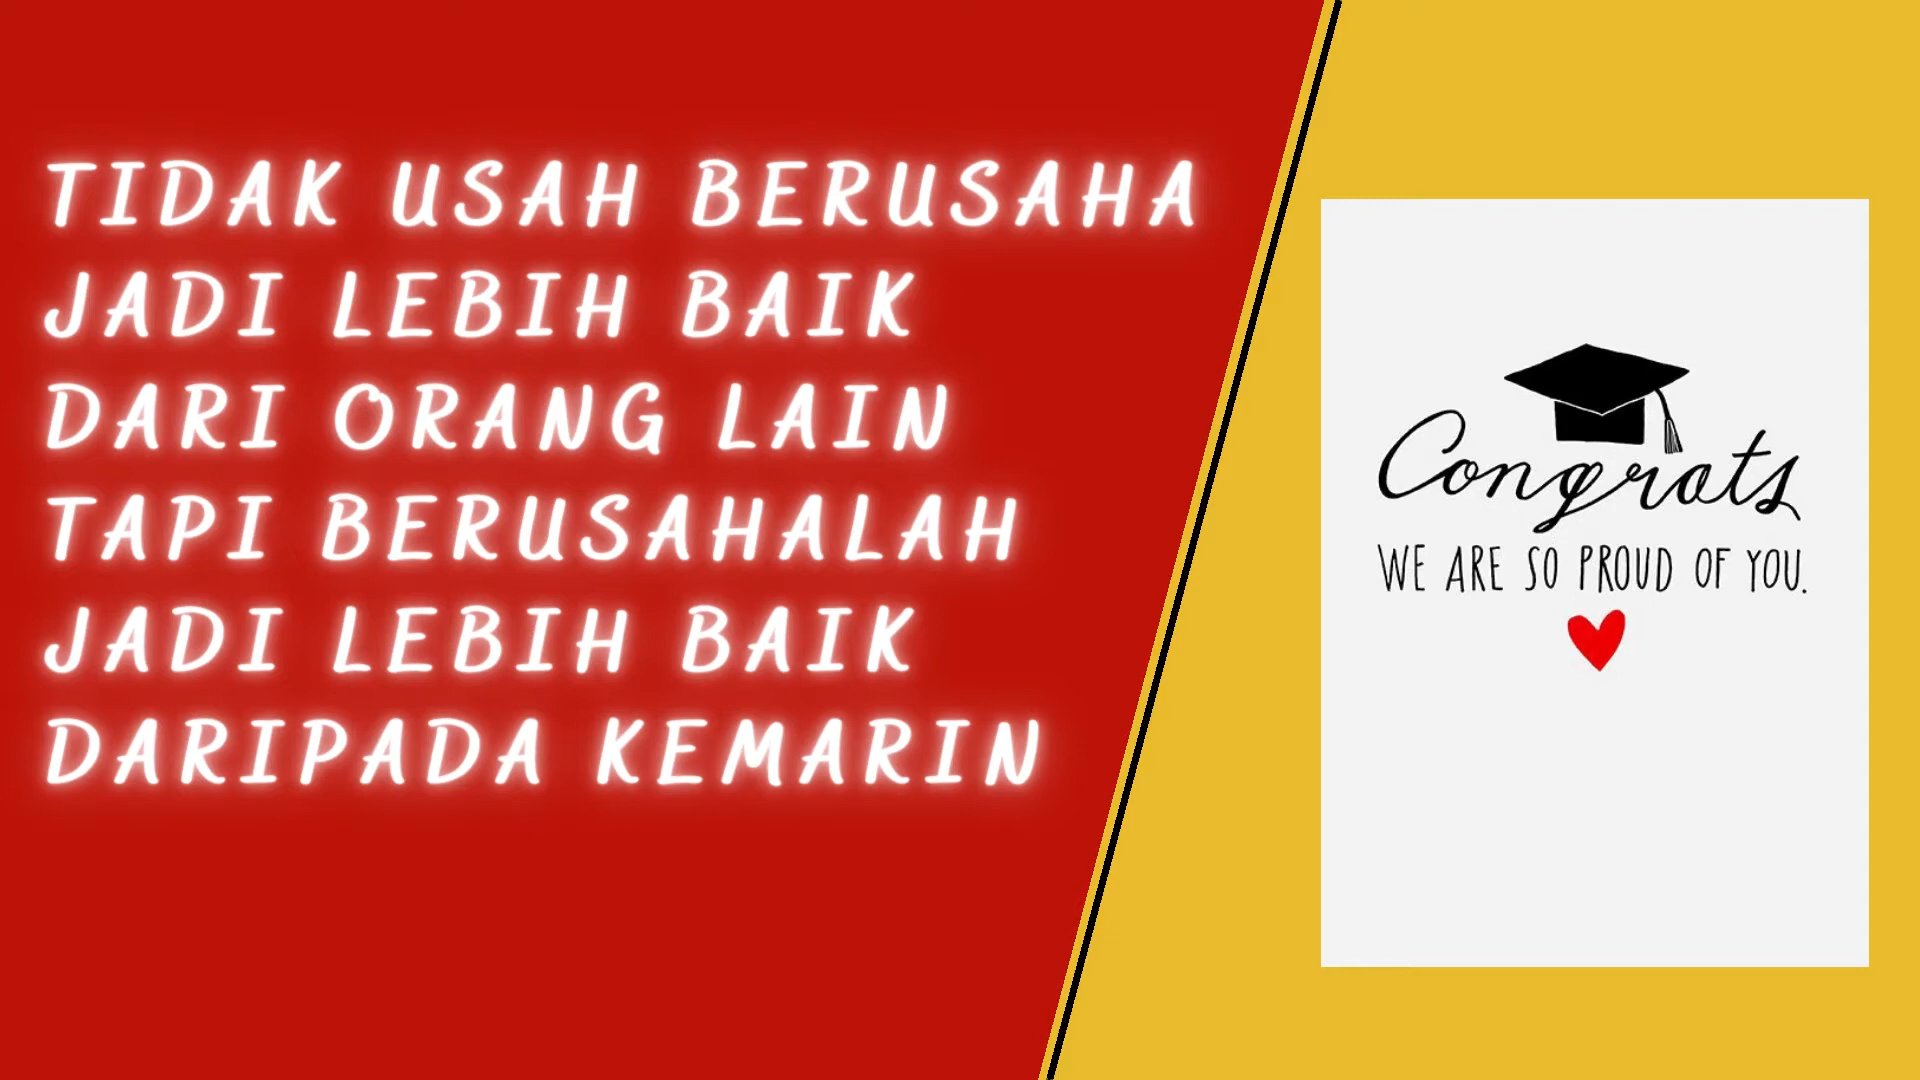 TIDAK USAH BERUSAHA
JADI LEBIH BAIK
DARI ORANG LAIN
TAPI BERUSAHALAH
JADI LEBIH BAIK
DARIPADA KEMARIN
Congrats
WE ARE SO PROUD OF YOU.